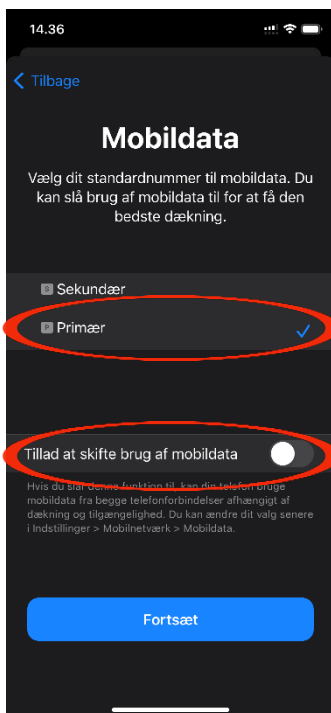 14.36
Tilbage
Mobildata
Vælg dit standardnummer til mobildata. Du
kan slå brug af mobildata til for at få den
bedste dækning.
S Sekundær
P Primær
Tillad at skifte brug af mobildata
Hvis du slår denne funktion til, kan din telefon bruge
mobildata fra begge telefonforbindelser afhængigt af
dækning og tilgængelighed. Du kan ændre dit valg senere
i Indstillinger > Mobilnetværk > Mobildata.
Fortsæt